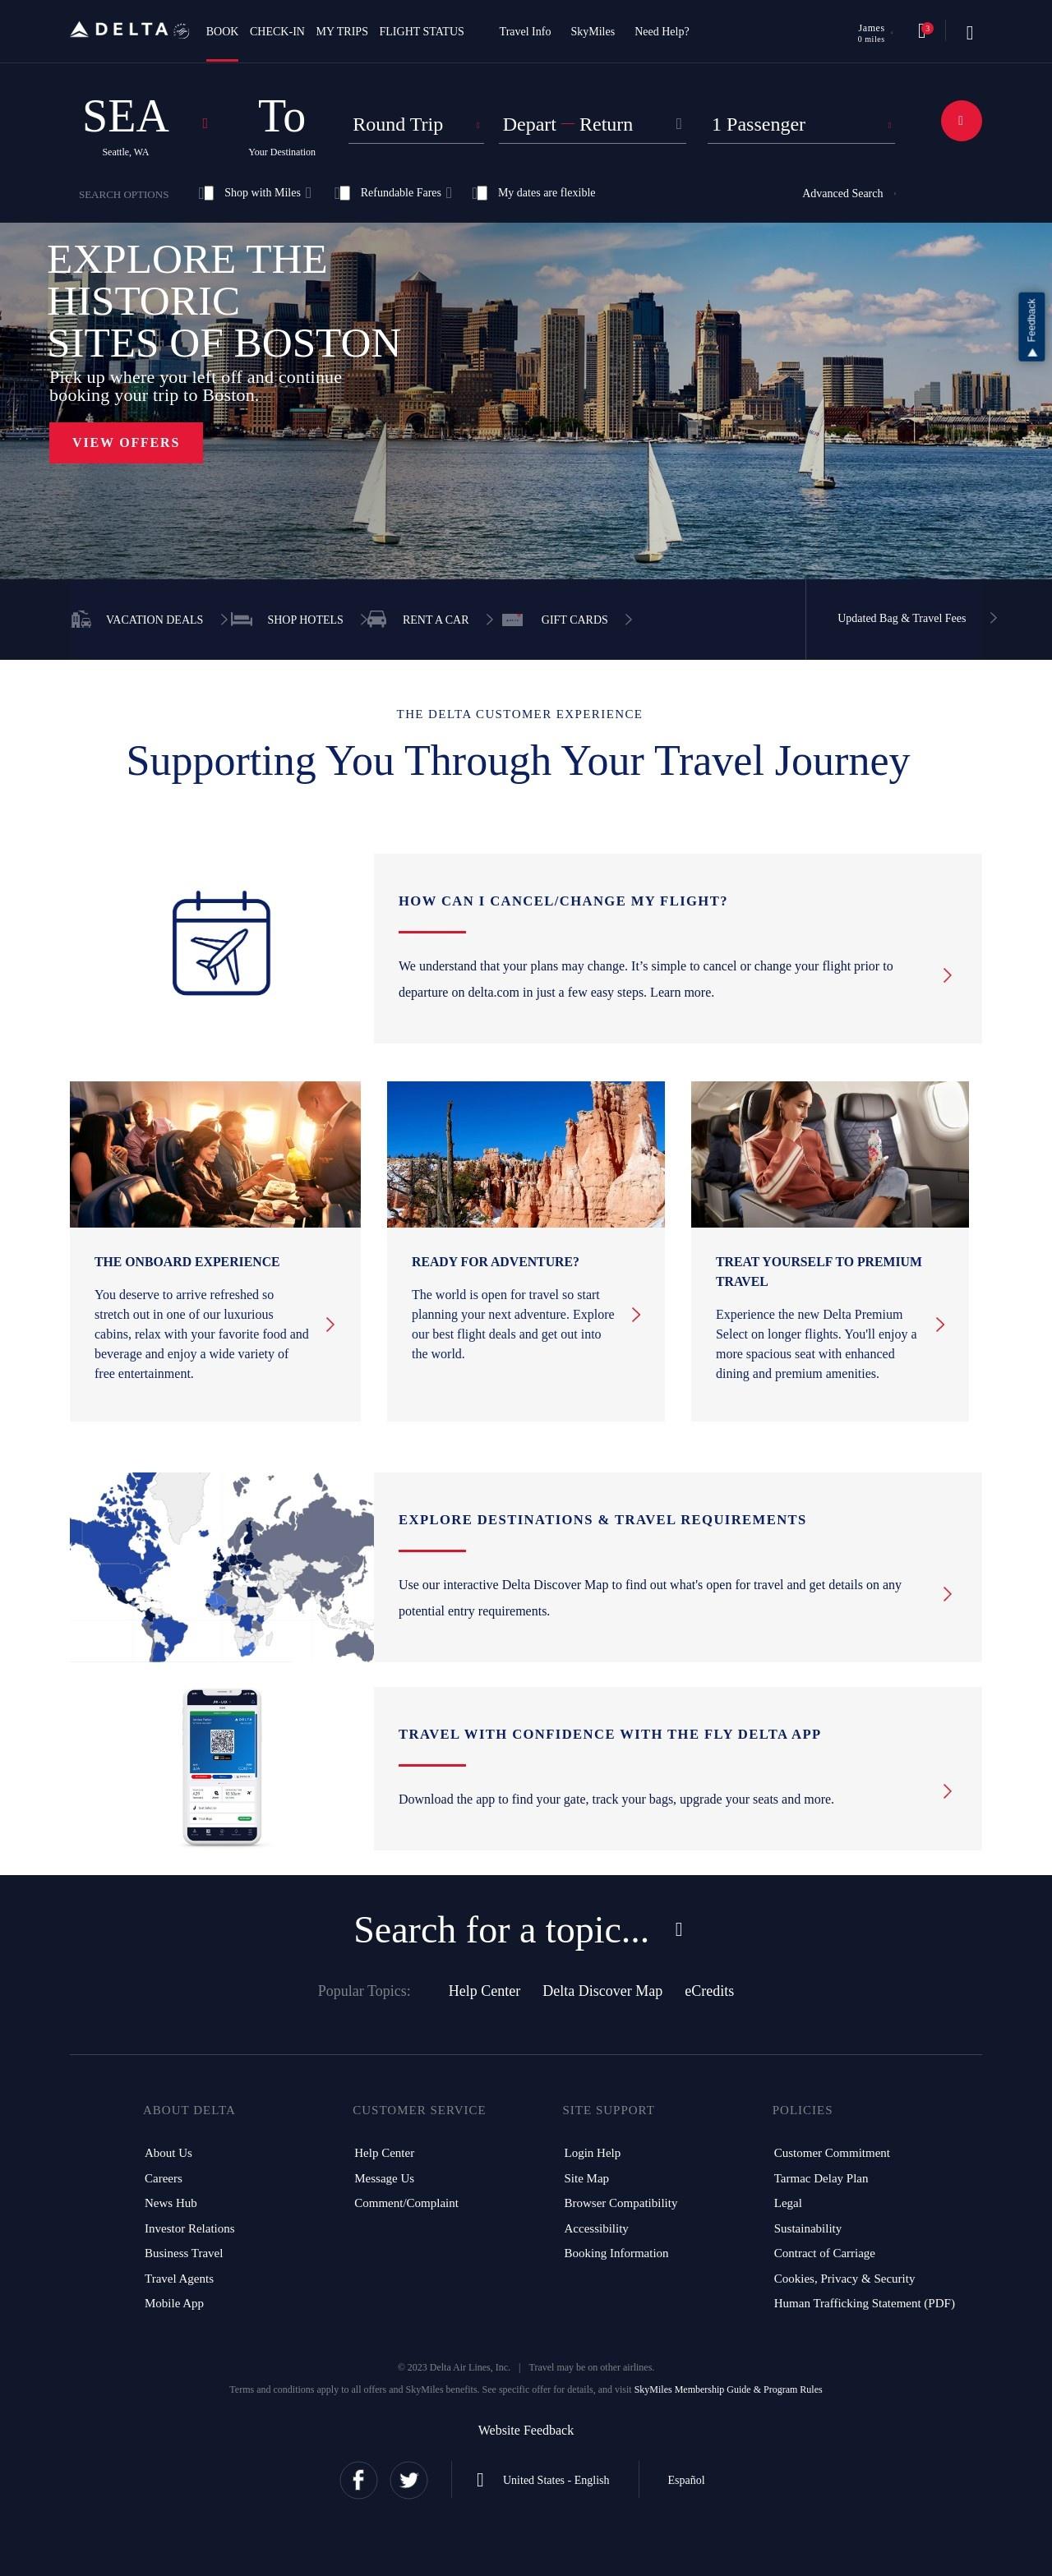 DELTA
BOOK CHECK-IN MY TRIPS FLIGHT STATUS Travel Info SkyMiles Need Help?
James
0 miles
3
SEA To Round Trip Depart — Return 1 Passenger
Seattle, WA Your Destination
SEARCH OPTIONS Shop with Miles Refundable Fares My dates are flexible Advanced Search
EXPLORE THE
HISTORIC
SITES OF BOSTON
Pick up where you left off and continue
booking your trip to Boston.
VIEW OFFERS
Feedback
VACATION DEALS SHOP HOTELS RENT A CAR GIFT CARDS Updated Bag & Travel Fees
THE DELTA CUSTOMER EXPERIENCE
Supporting You Through Your Travel Journey
HOW CAN I CANCEL/CHANGE MY FLIGHT?
We understand that your plans may change. It’s simple to cancel or change your flight prior to
departure on delta.com in just a few easy steps. Learn more.
THE ONBOARD EXPERIENCE
You deserve to arrive refreshed so
stretch out in one of our luxurious
cabins, relax with your favorite food and
beverage and enjoy a wide variety of
free entertainment.
READY FOR ADVENTURE?
The world is open for travel so start
planning your next adventure. Explore
our best flight deals and get out into
the world.
TREAT YOURSELF TO PREMIUM
TRAVEL
Experience the new Delta Premium
Select on longer flights. You'll enjoy a
more spacious seat with enhanced
dining and premium amenities.
EXPLORE DESTINATIONS & TRAVEL REQUIREMENTS
Use our interactive Delta Discover Map to find out what's open for travel and get details on any
potential entry requirements.
TRAVEL WITH CONFIDENCE WITH THE FLY DELTA APP
Download the app to find your gate, track your bags, upgrade your seats and more.
Search for a topic...
Popular Topics: Help Center Delta Discover Map eCredits
ABOUT DELTA
About Us
Careers
News Hub
Investor Relations
Business Travel
Travel Agents
Mobile App
CUSTOMER SERVICE
Help Center
Message Us
Comment/Complaint
SITE SUPPORT
Login Help
Site Map
Browser Compatibility
Accessibility
Booking Information
POLICIES
Customer Commitment
Tarmac Delay Plan
Legal
Sustainability
Contract of Carriage
Cookies, Privacy & Security
Human Trafficking Statement (PDF)
© 2023 Delta Air Lines, Inc. | Travel may be on other airlines.
Terms and conditions apply to all offers and SkyMiles benefits. See specific offer for details, and visit SkyMiles Membership Guide & Program Rules
Website Feedback
United States - English Español